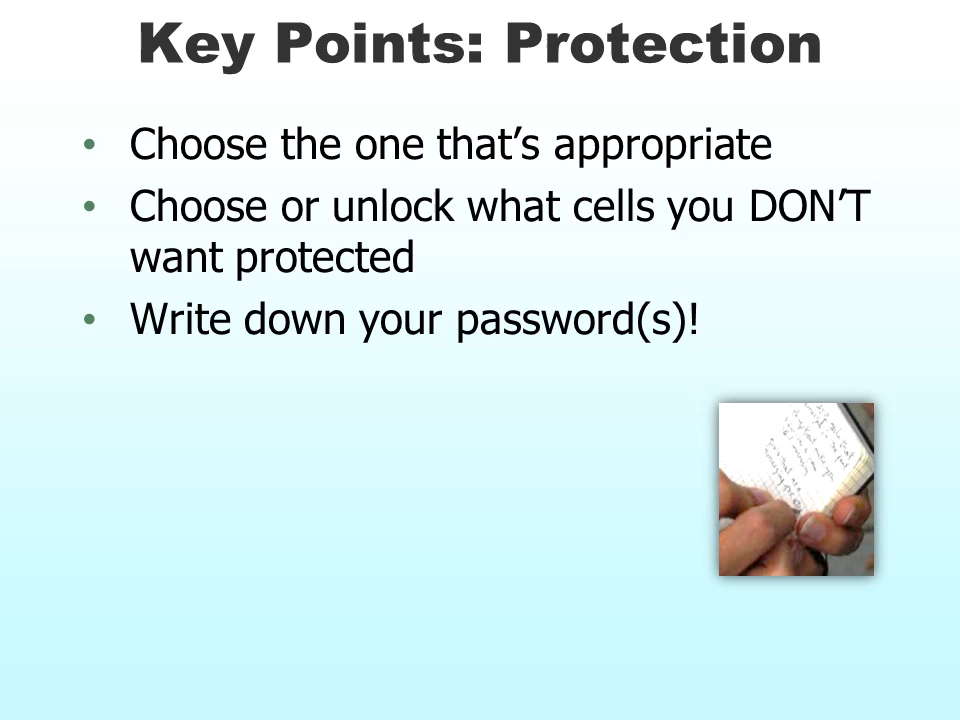 Key Points: Protection
• Choose the one that’s appropriate
• Choose or unlock what cells you DON’T
want protected
• Write down your password(s)!